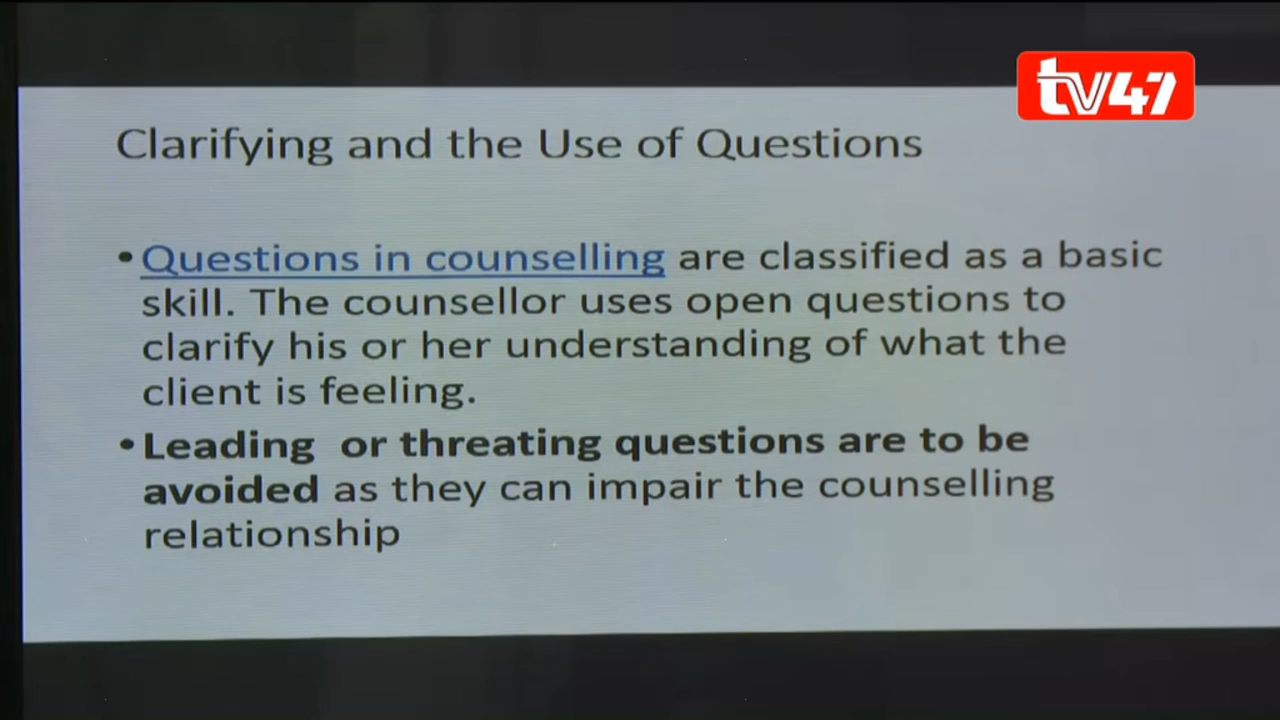 tv47
Clarifying and the Use of Questions
• Questions in counselling are classified as a basic
skill. The counsellor uses open questions to
clarify his or her understanding of what the
client is feeling.
• Leading or threating questions are to be
avoided as they can impair the counselling
relationship